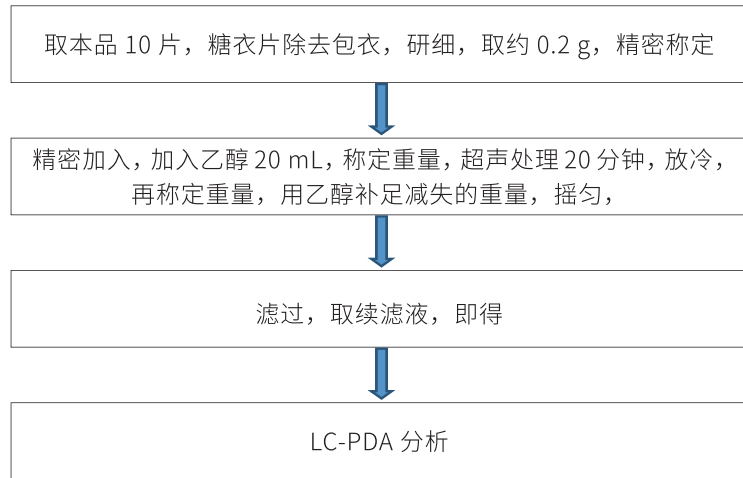 取本品 10 片，糖衣片除去包衣，研细，取约 0.2 g，精密称定
精密加入，加入乙醇 20 mL，称定重量，超声处理 20 分钟，放冷，
再称定重量，用乙醇补足减失的重量，摇匀，
滤过，取续滤液，即得
LC-PDA 分析